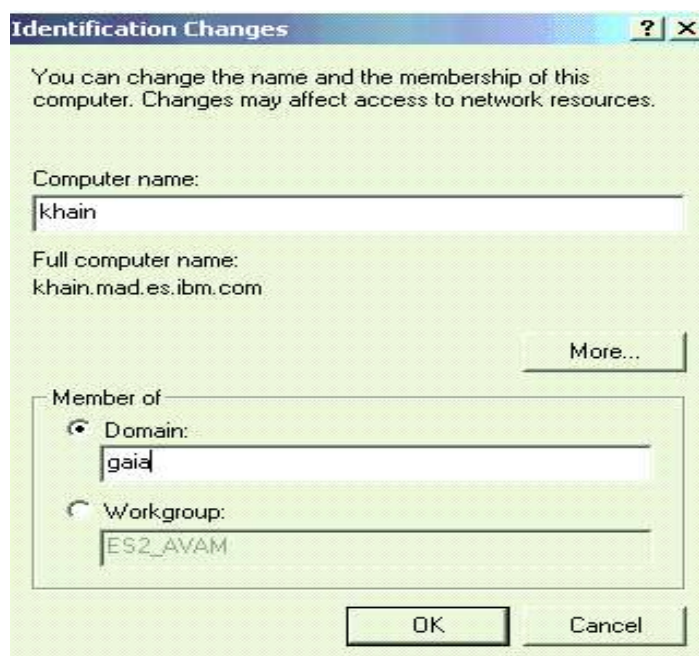 Identification Changes
You can change the name and the membership of this
computer. Changes may affect access to network resources.
Computer name:
khain
Full computer name:
khain.mad.es.ibm.com
More...
Member of
Domain:
gaia
Workgroup:
ES2_AVAM
OK
Cancel